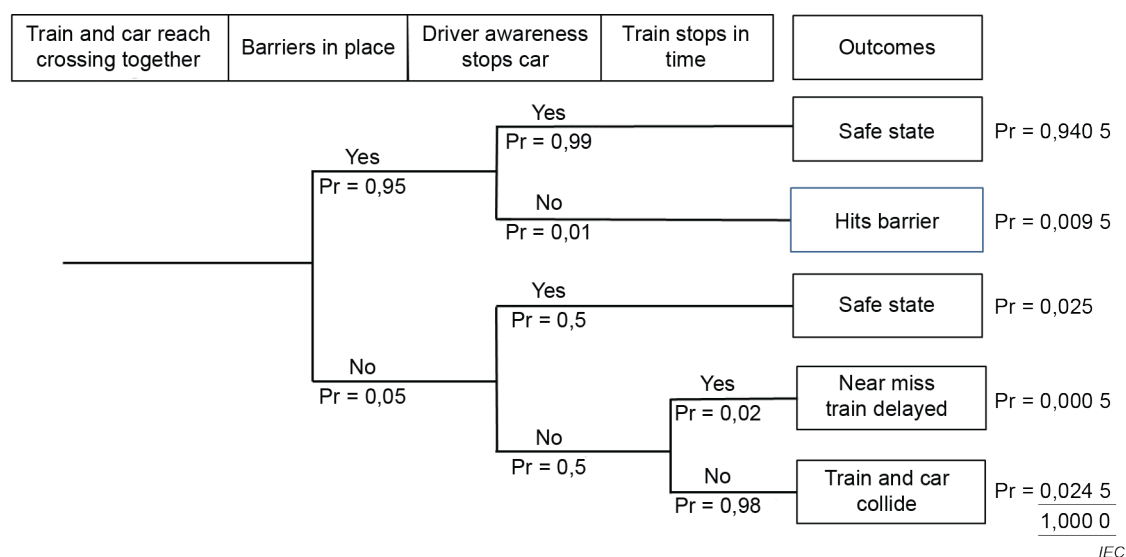 Train and car reach
crossing together
Barriers in place
Driver awareness
stops car
Train stops in
time
Outcomes
Yes
Pr = 0,99
Safe state
Pr = 0,940 5
Yes
Pr = 0,95
No
Pr = 0,01
Hits barrier
Pr = 0,009 5
Yes
Pr = 0,5
Safe state
Pr = 0,025
No
Pr = 0,05
Yes
Pr = 0,02
Near miss
train delayed
Pr = 0,000 5
No
Pr = 0,5
No
Pr = 0,98
Train and car
collide
Pr = 0,024 5
1,000 0
IEC